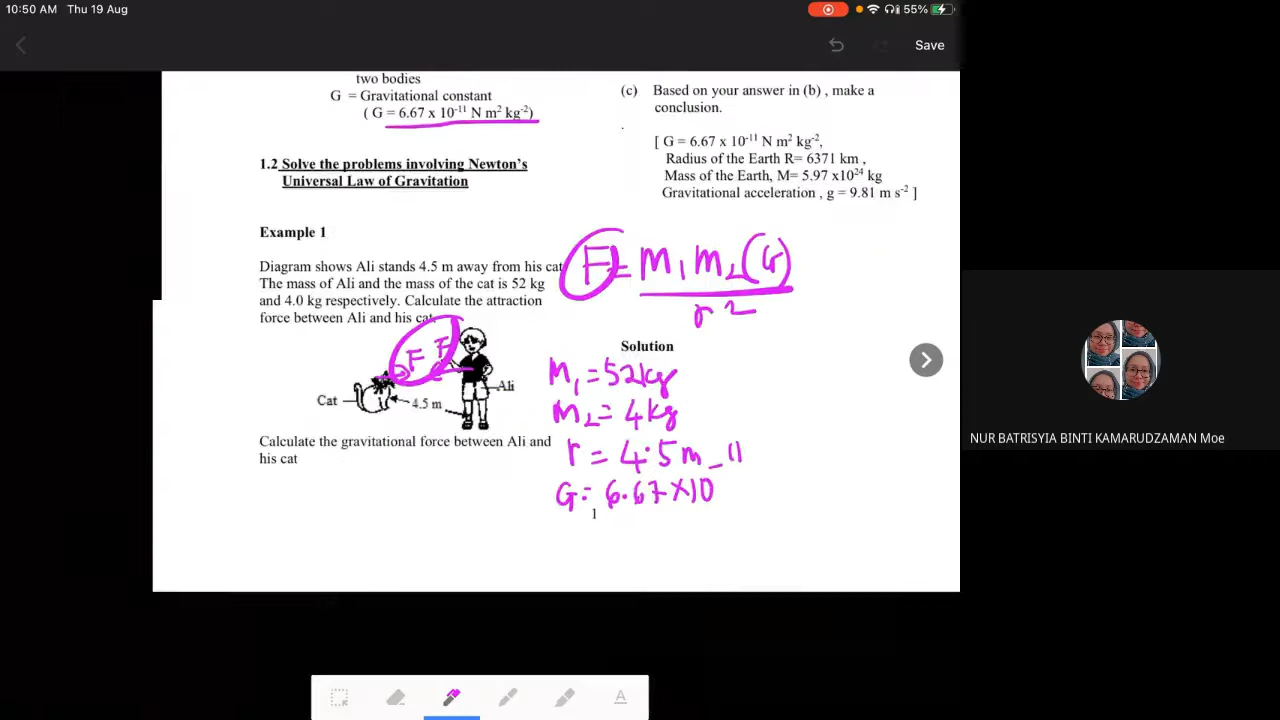 10:50 AM Thu 19 Aug
55%
Save
two bodies
G = Gravitational constant
( G = 6.67 x 10⁻¹¹ N m² kg⁻²)
1.2 Solve the problems involving Newton's
Universal Law of Gravitation
Example 1
Diagram shows Ali stands 4.5 m away from his cat
The mass of Ali and the mass of the cat is 52 kg
and 4.0 kg respectively. Calculate the attraction
force between Ali and his cat
F F
Cat
4.5 m
Ali
Calculate the gravitational force between Ali and
his cat
(c) Based on your answer in (b) , make a
conclusion.
[ G = 6.67 x 10⁻¹¹ N m² kg⁻²,
Radius of the Earth R= 6371 km ,
Mass of the Earth, M= 5.97 x10²⁴ kg
Gravitational acceleration , g = 9.81 m s⁻² ]
F = m₁ m₂ (G)
r²
Solution
m₁ = 52kg
m₂ = 4kg
r = 4.5m
G = 6.67 x 10⁻¹¹
1
NUR BATRISYIA BINTI KAMARUDZAMAN Moe
A